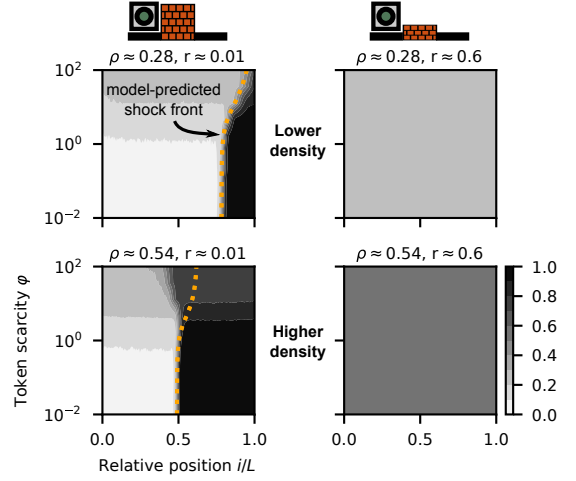 ρ ≈ 0.28, r ≈ 0.01
ρ ≈ 0.28, r ≈ 0.6
10²
10⁰
10⁻²
model-predicted
shock front
Lower
density
ρ ≈ 0.54, r ≈ 0.01
ρ ≈ 0.54, r ≈ 0.6
Token scarcity φ
10²
10⁰
10⁻²
Higher
density
1.0
0.8
0.6
0.4
0.2
0.0
0.0 0.5 1.0
0.0 0.5 1.0
Relative position i/L